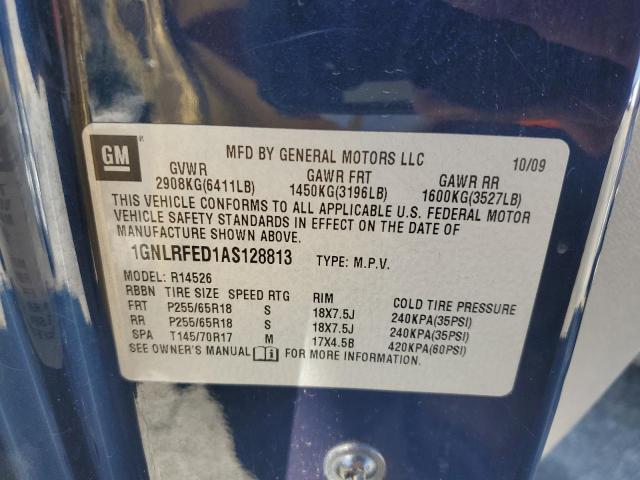 GM
MFD BY GENERAL MOTORS LLC 10/09
GVWR GAWR FRT GAWR RR
2908KG(6411LB) 1450KG(3196LB) 1600KG(3527LB)
THIS VEHICLE CONFORMS TO ALL APPLICABLE U.S. FEDERAL MOTOR
VEHICLE SAFETY STANDARDS IN EFFECT ON THE DATE OF
MANUFACTURE SHOWN ABOVE.
1GNLRFED1AS128813 TYPE: M.P.V.
MODEL: R14526
RBBN TIRE SIZE SPEED RTG RIM COLD TIRE PRESSURE
FRT P255/65R18 S 18X7.5J 240KPA(35PSI)
RR P255/65R18 S 18X7.5J 240KPA(35PSI)
SPA T145/70R17 M 17X4.5B 420KPA(60PSI)
SEE OWNER'S MANUAL FOR MORE INFORMATION